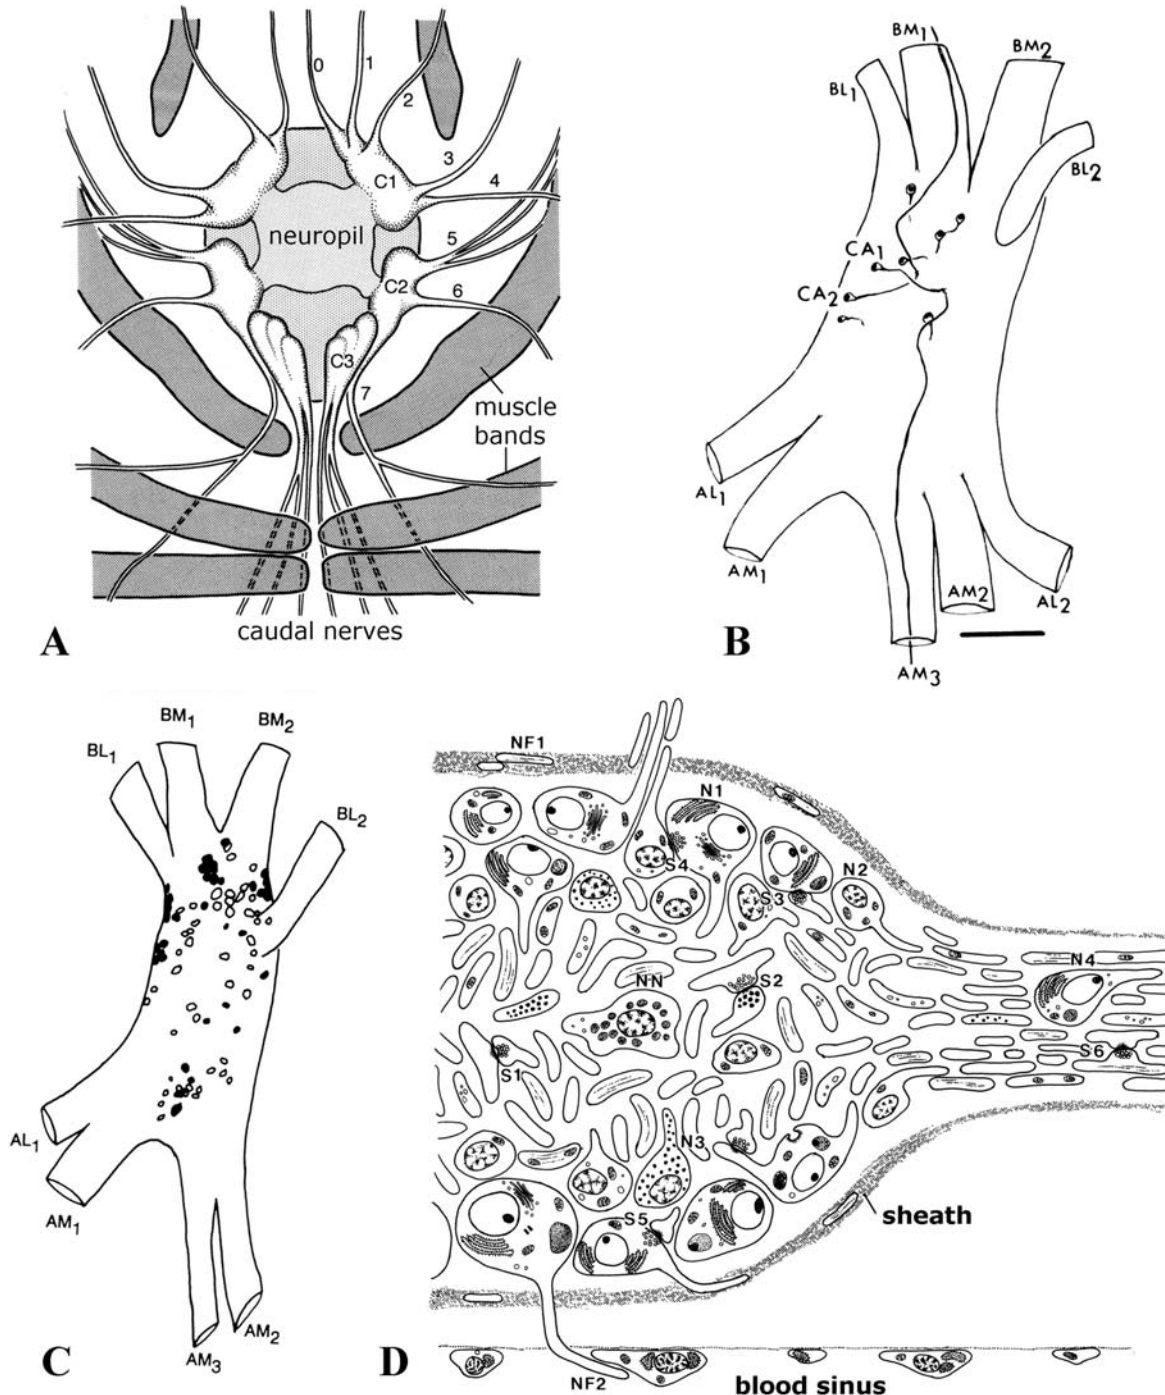 0
1
2
3
C1
4
neuropil
5
C2
6
C3
7
muscle
bands
caudal nerves
A
BM1
BM2
BL1
BL2
CA1
CA2
AL1
AM1
AM2
AL2
AM3
B
BM1
BM2
BL1
BL2
AL1
AM1
AM2
AM3
C
NF1
N1
S4
N2
S3
N4
NN
S2
S6
S1
N3
S5
sheath
NF2
blood sinus
D